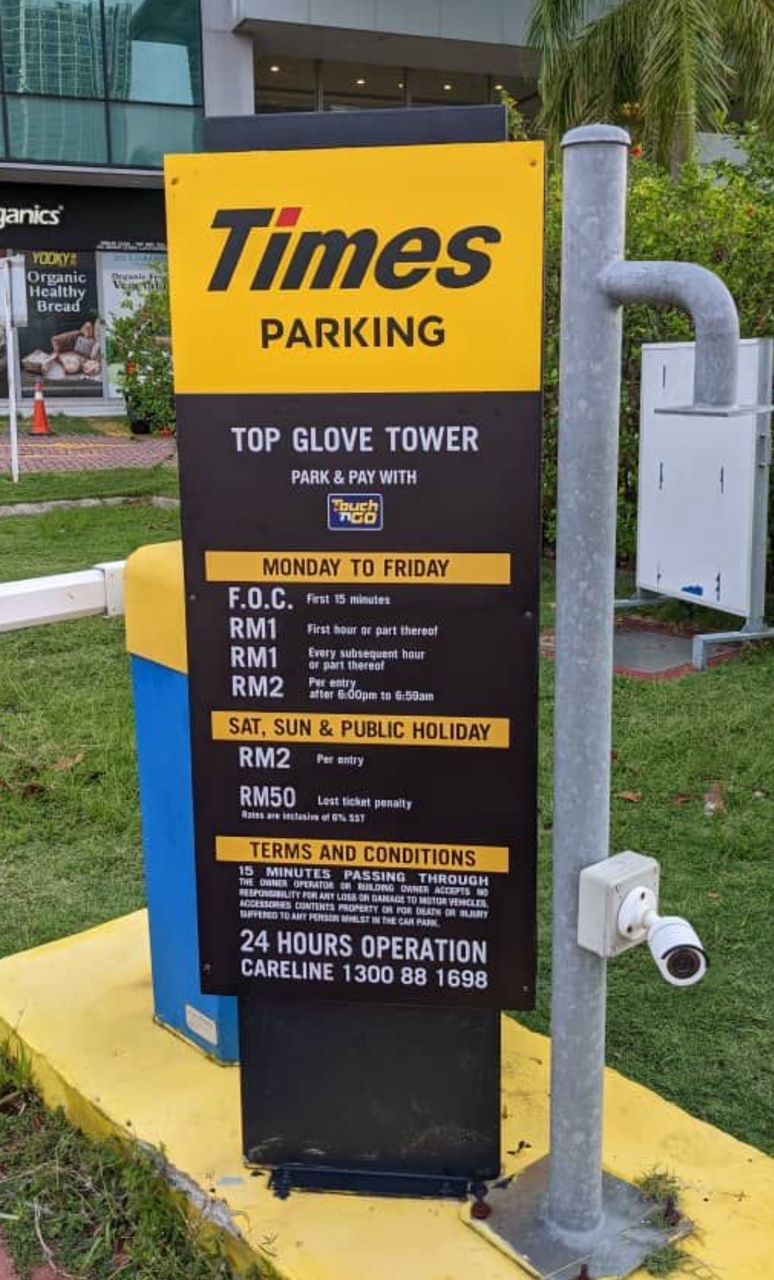 ganics
YOOKY
Organic
Healthy
Bread
Organic
Times
PARKING
TOP GLOVE TOWER
PARK & PAY WITH
Touch
'nGO
MONDAY TO FRIDAY
F.O.C. First 15 minutes
RM1 First hour or part thereof
RM1 Every subsequent hour
or part thereof
RM2 Per entry
after 6:00pm to 6:59am
SAT, SUN & PUBLIC HOLIDAY
RM2 Per entry
RM50 Lost ticket penalty
Rates are inclusive of 6% SST
TERMS AND CONDITIONS
15 MINUTES PASSING THROUGH
THE OWNER OPERATOR OR BUILDING OWNER ACCEPTS NO
RESPONSIBILITY FOR ANY LOSS OR DAMAGE TO MOTOR VEHICLES,
ACCESSORIES CONTENTS PROPERTY OR FOR DEATH OR INJURY
SUFFERED TO ANY PERSON WHILST IN THE CAR PARK.
24 HOURS OPERATION
CARELINE 1300 88 1698